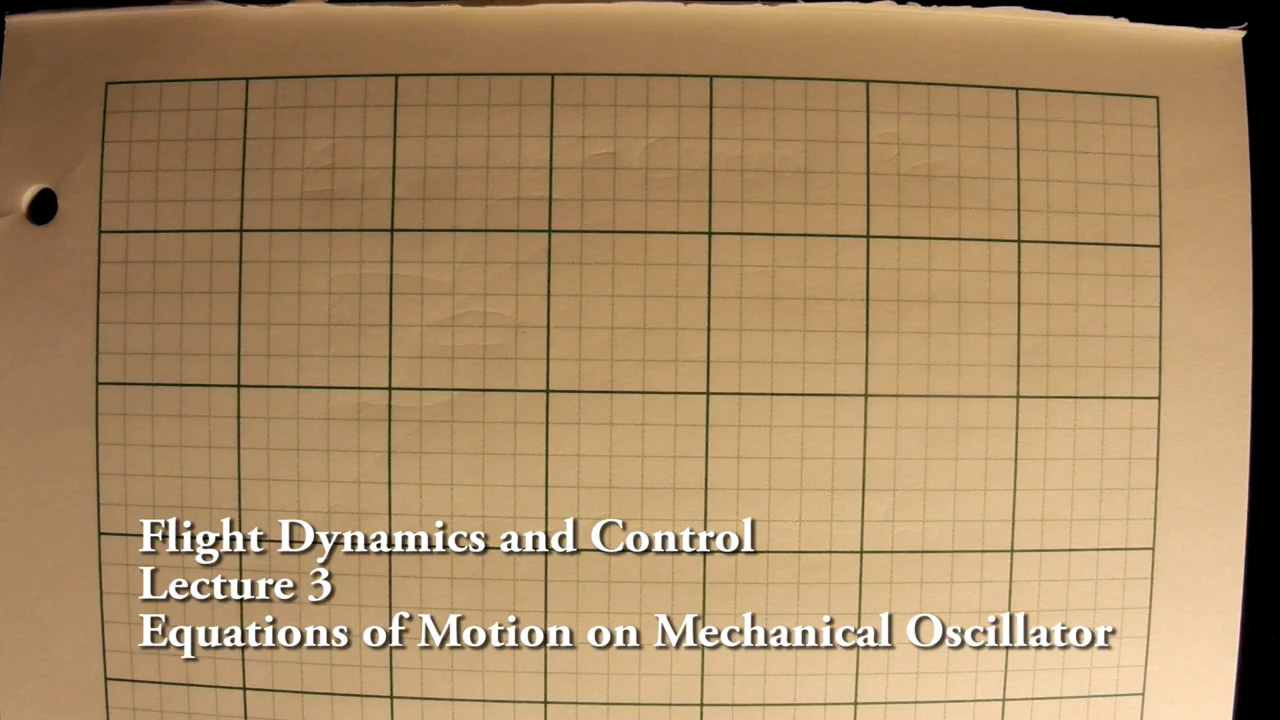 Flight Dynamics and Control
Lecture 3
Equations of Motion on Mechanical Oscillator